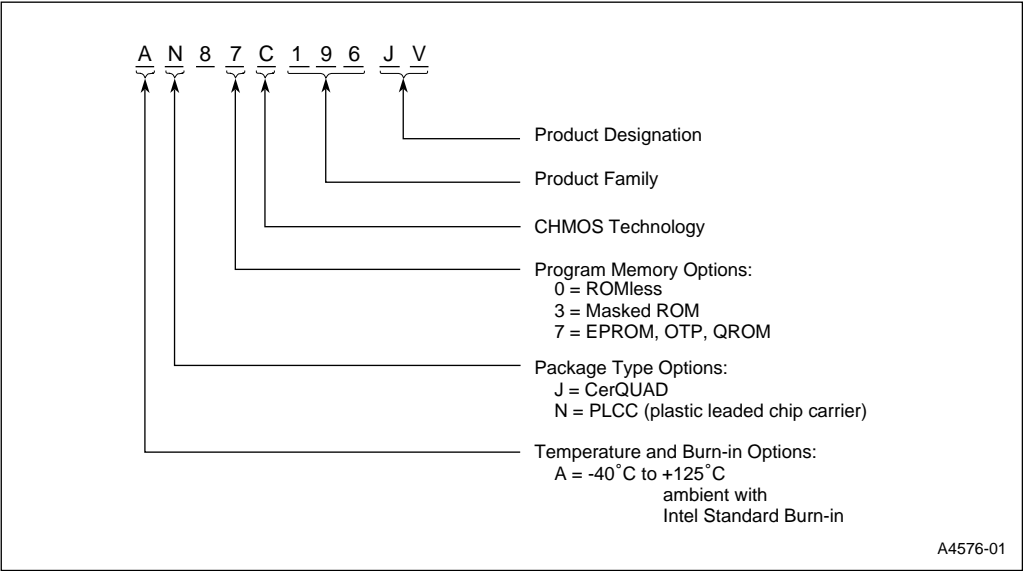 A N 8 7 C 1 9 6 J V
Product Designation
Product Family
CHMOS Technology
Program Memory Options:
0 = ROMless
3 = Masked ROM
7 = EPROM, OTP, QROM
Package Type Options:
J = CerQUAD
N = PLCC (plastic leaded chip carrier)
Temperature and Burn-in Options:
A = -40˚C to +125˚C
ambient with
Intel Standard Burn-in
A4576-01